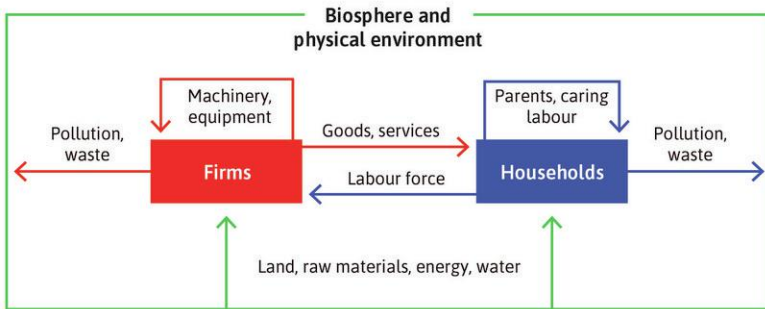 Biosphere and
physical environment
Machinery,
equipment
Parents, caring
labour
Pollution,
waste
Goods, services
Pollution,
waste
Firms
Labour force
Households
Land, raw materials, energy, water